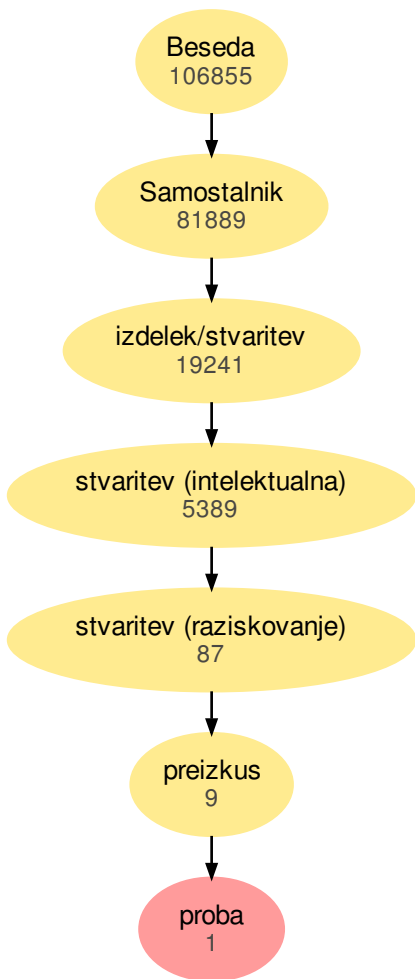 Beseda
106855
Samostalnik
81889
izdelek/stvaritev
19241
stvaritev (intelektualna)
5389
stvaritev (raziskovanje)
87
preizkus
9
proba
1